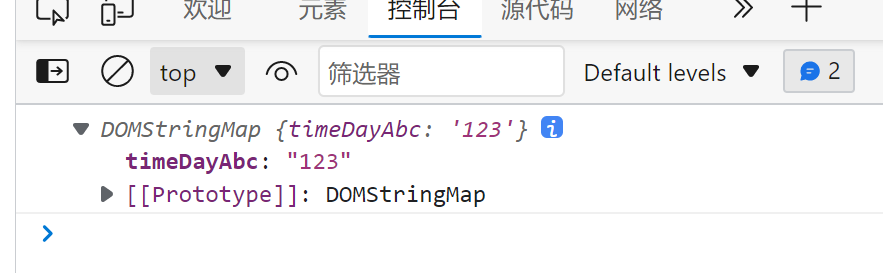 欢迎 元素 控制台 源代码 网络
top 筛选器 Default levels 2
DOMStringMap {timeDayAbc: '123'} i
timeDayAbc: "123"
[[Prototype]]: DOMStringMap